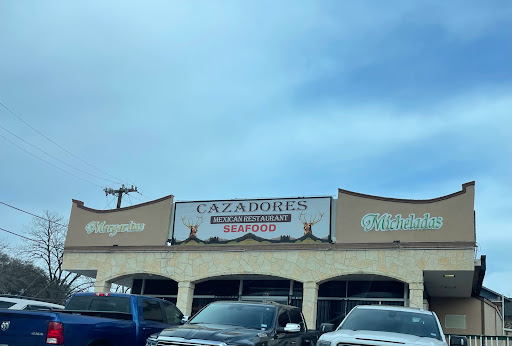 Margaritas
CAZADORES
MEXICAN RESTAURANT
SEAFOOD
Micheladas